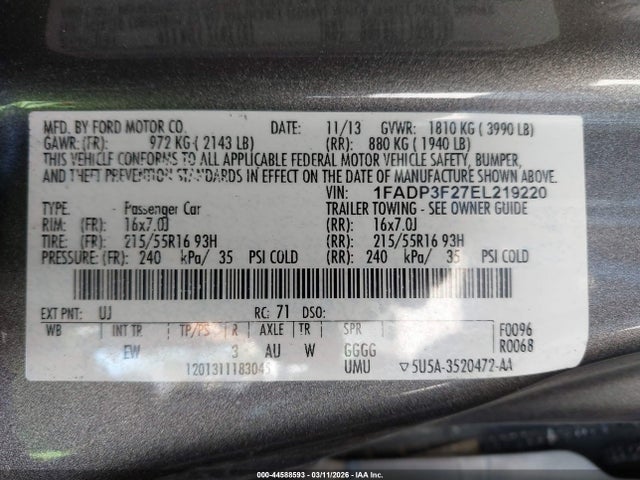 MFD. BY FORD MOTOR CO. DATE: 11/13 GVWR: 1810 KG ( 3990 LB)
GAWR: (FR): 972 KG ( 2143 LB) (RR): 880 KG ( 1940 LB)
THIS VEHICLE CONFORMS TO ALL APPLICABLE FEDERAL MOTOR VEHICLE SAFETY, BUMPER,
AND THEFT PREVENTION STANDARDS IN EFFECT ON THE DATE OF MANUFACTURE SHOWN ABOVE.
VIN: 1FADP3F27EL219220
TYPE: Passenger Car TRAILER TOWING - SEE OWNER GUIDE
RIM: (FR) 16x7.0J (RR): 16x7.0J
TIRE: (FR) 215/55R16 93H (RR): 215/55R16 93H
PRESSURE: (FR): 240 kPa/ 35 PSI COLD (RR): 240 kPa/ 35 PSI COLD
EXT PNT: UJ RC: 71 DSO:
WB INT TR TP/PS R AXLE TR SPR F0096
EW 3 AU W GGGG R0068
1201311183045 UMU 5U5A-3520472-AA
000-44588593 | 03/11/2026 - IAA Inc.